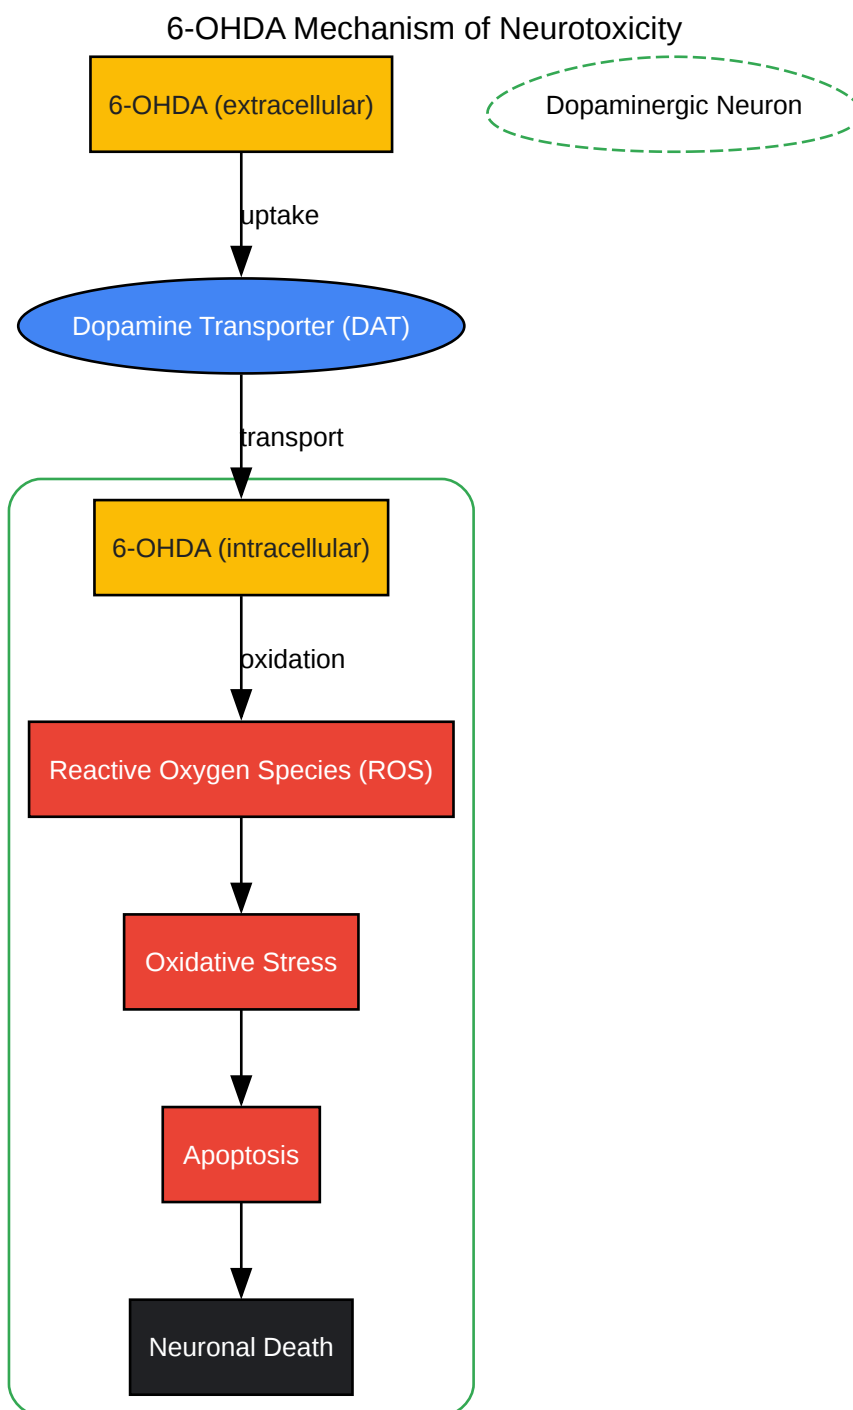 6-OHDA Mechanism of Neurotoxicity
6-OHDA (extracellular)
Dopaminergic Neuron
uptake
Dopamine Transporter (DAT)
transport
6-OHDA (intracellular)
oxidation
Reactive Oxygen Species (ROS)
Oxidative Stress
Apoptosis
Neuronal Death